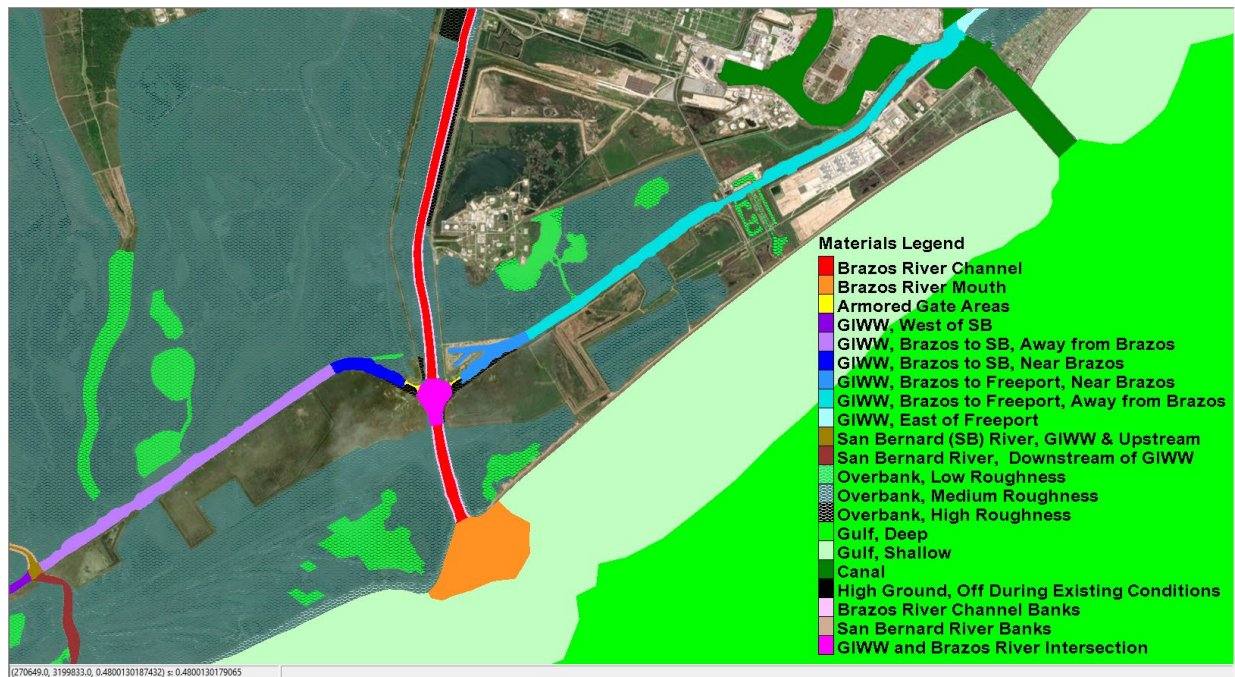 Materials Legend
Brazos River Channel
Brazos River Mouth
Armored Gate Areas
GIWW, West of SB
GIWW, Brazos to SB, Away from Brazos
GIWW, Brazos to SB, Near Brazos
GIWW, Brazos to Freeport, Near Brazos
GIWW, Brazos to Freeport, Away from Brazos
GIWW, East of Freeport
San Bernard (SB) River, GIWW & Upstream
San Bernard River, Downstream of GIWW
Overbank, Low Roughness
Overbank, Medium Roughness
Overbank, High Roughness
Gulf, Deep
Gulf, Shallow
Canal
High Ground, Off During Existing Conditions
Brazos River Channel Banks
San Bernard River Banks
GIWW and Brazos River Intersection
(270649.0, 3199833.0, 0.4800130187432) s: 0.4800130179065